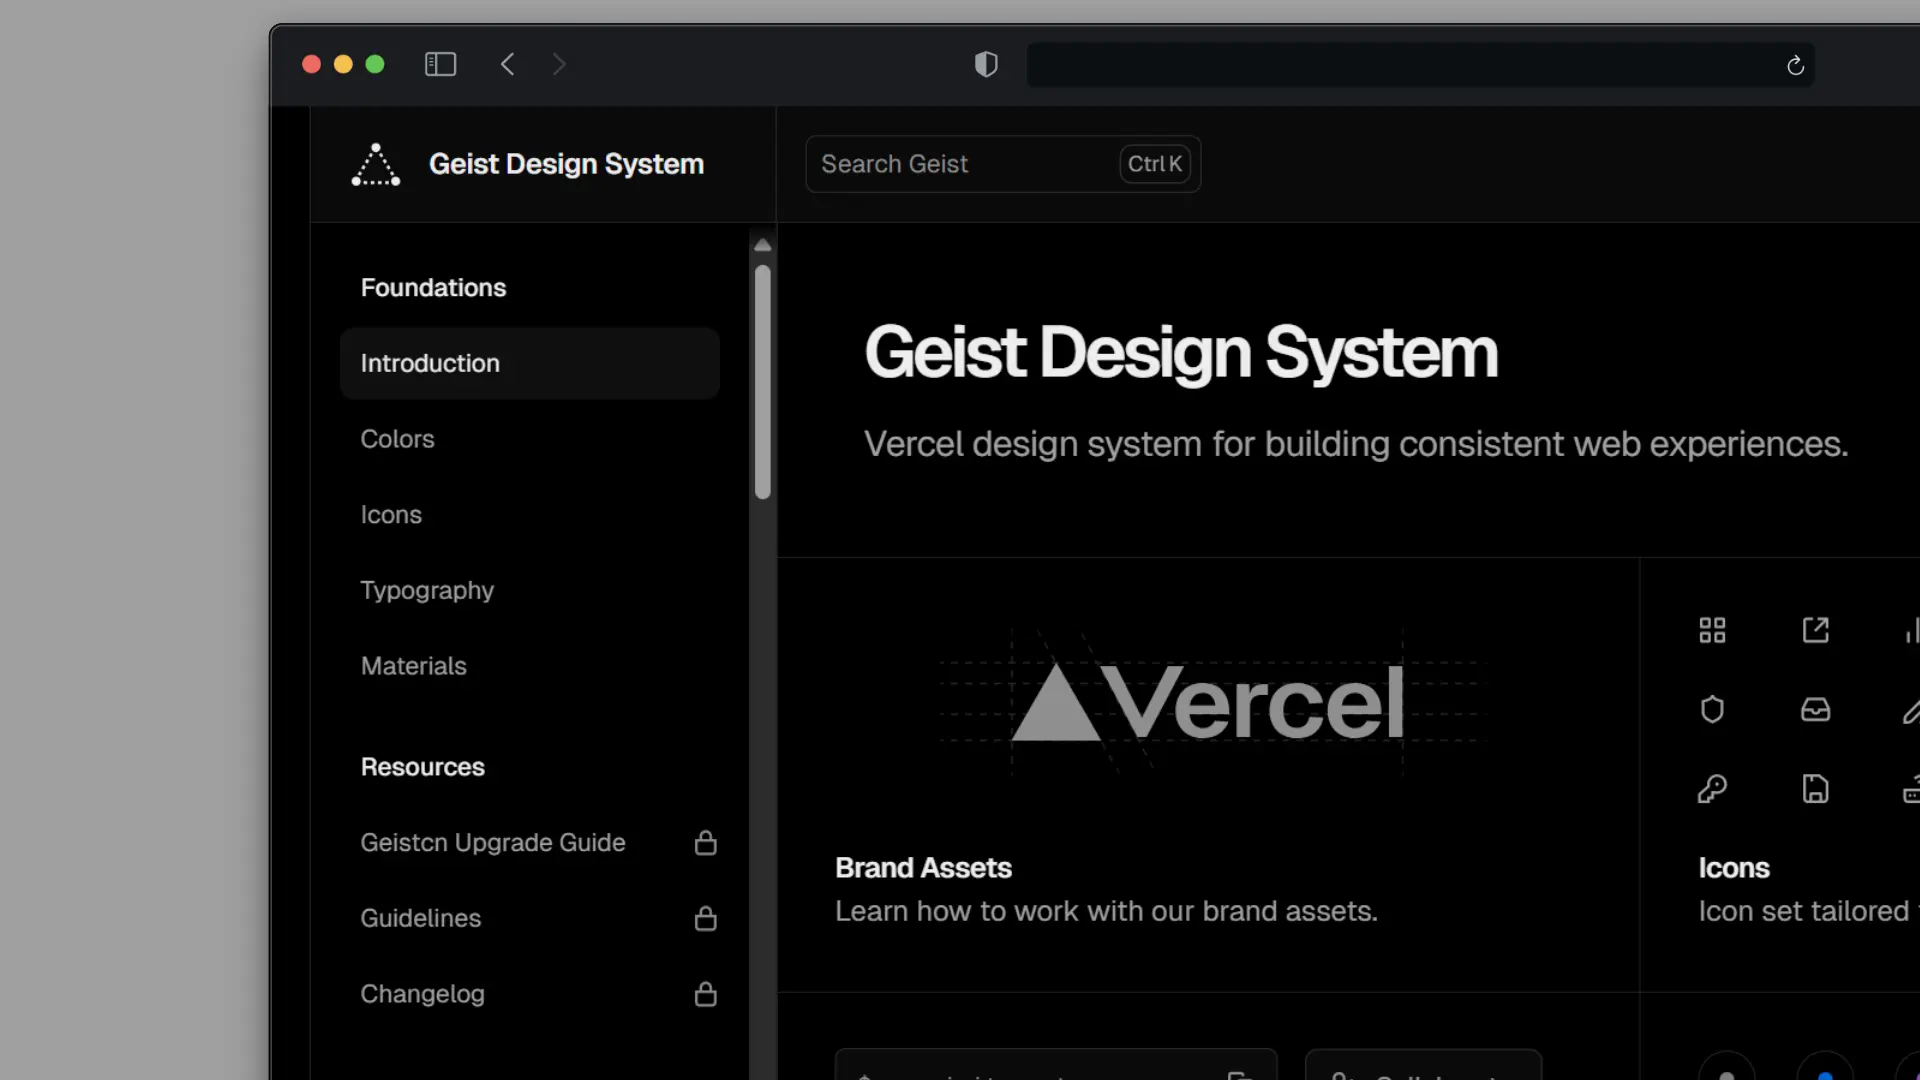 Geist Design System
Search Geist
Ctrl K
Foundations
Introduction
Colors
Icons
Typography
Materials
Resources
Geistcn Upgrade Guide
Guidelines
Changelog
Geist Design System
Vercel design system for building consistent web experiences.
Vercel
Brand Assets
Learn how to work with our brand assets.
Icons
Icon set tailored